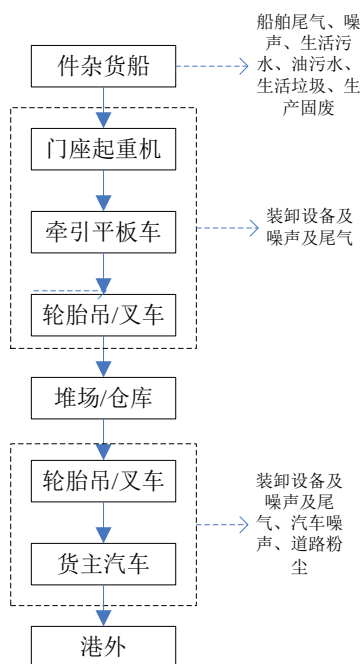 船舶尾气、噪
声、生活污
水、油污水、
生活垃圾、生
产固废
件杂货船
门座起重机
牵引平板车
装卸设备及
噪声及尾气
轮胎吊/叉车
堆场/仓库
轮胎吊/叉车
装卸设备及
噪声及尾
气、汽车噪
声、道路粉
尘
货主汽车
港外